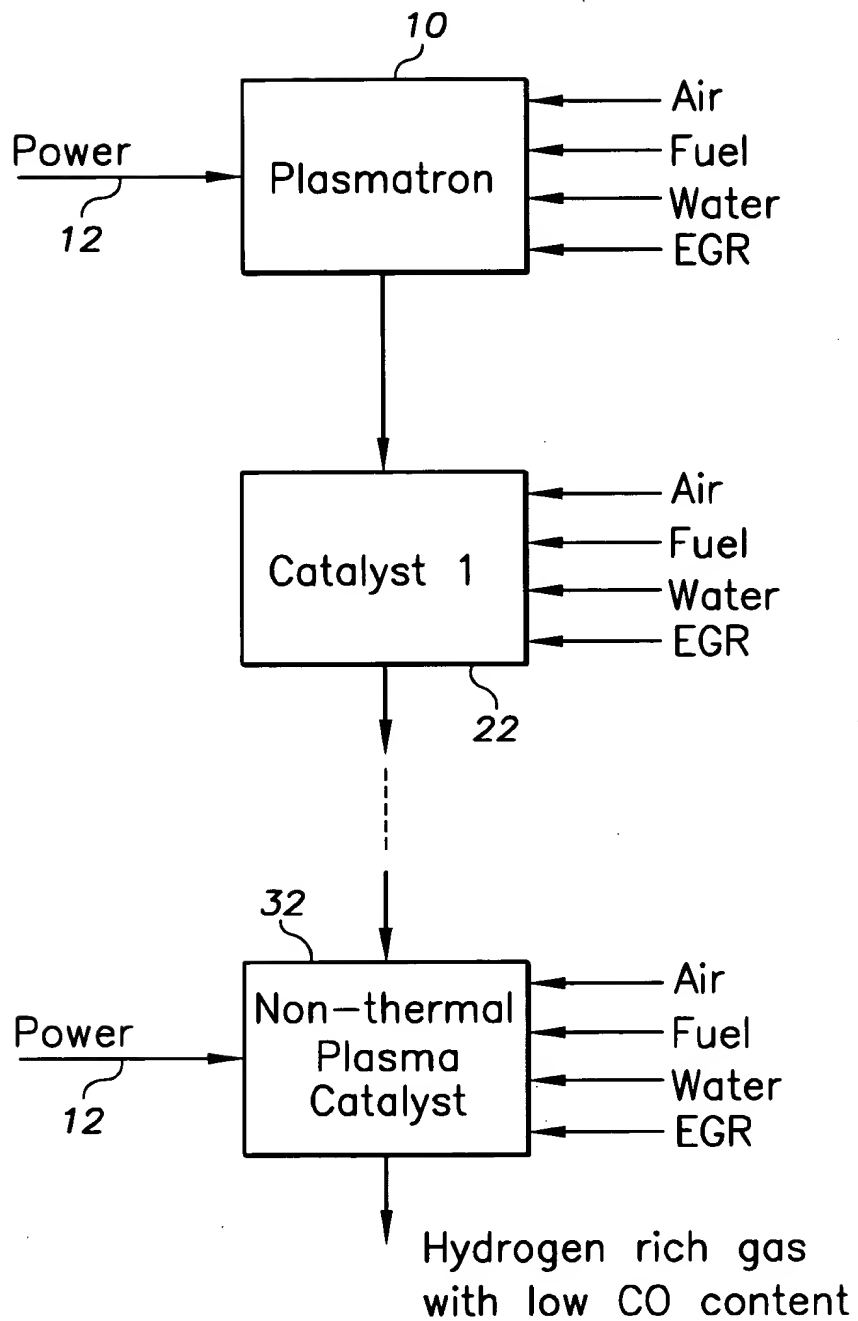 10
Power
12
Plasmatron
Air
Fuel
Water
EGR
Catalyst 1
22
Air
Fuel
Water
EGR
32
Power
12
Non-thermal
Plasma
Catalyst
Air
Fuel
Water
EGR
Hydrogen rich gas
with low CO content